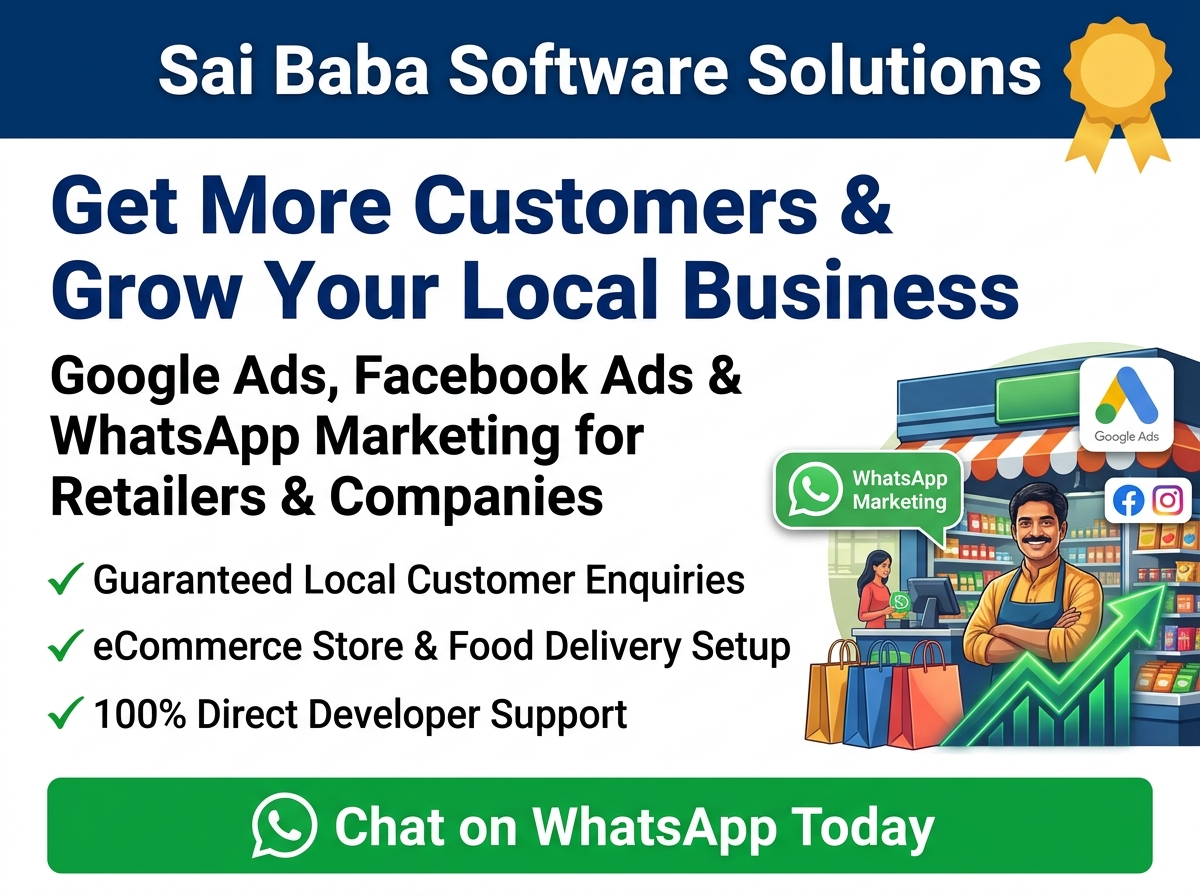 Sai Baba Software Solutions
Get More Customers &
Grow Your Local Business
Google Ads, Facebook Ads &
WhatsApp Marketing for
Retailers & Companies
Google Ads
WhatsApp
Marketing
Guaranteed Local Customer Enquiries
eCommerce Store & Food Delivery Setup
100% Direct Developer Support
Chat on WhatsApp Today